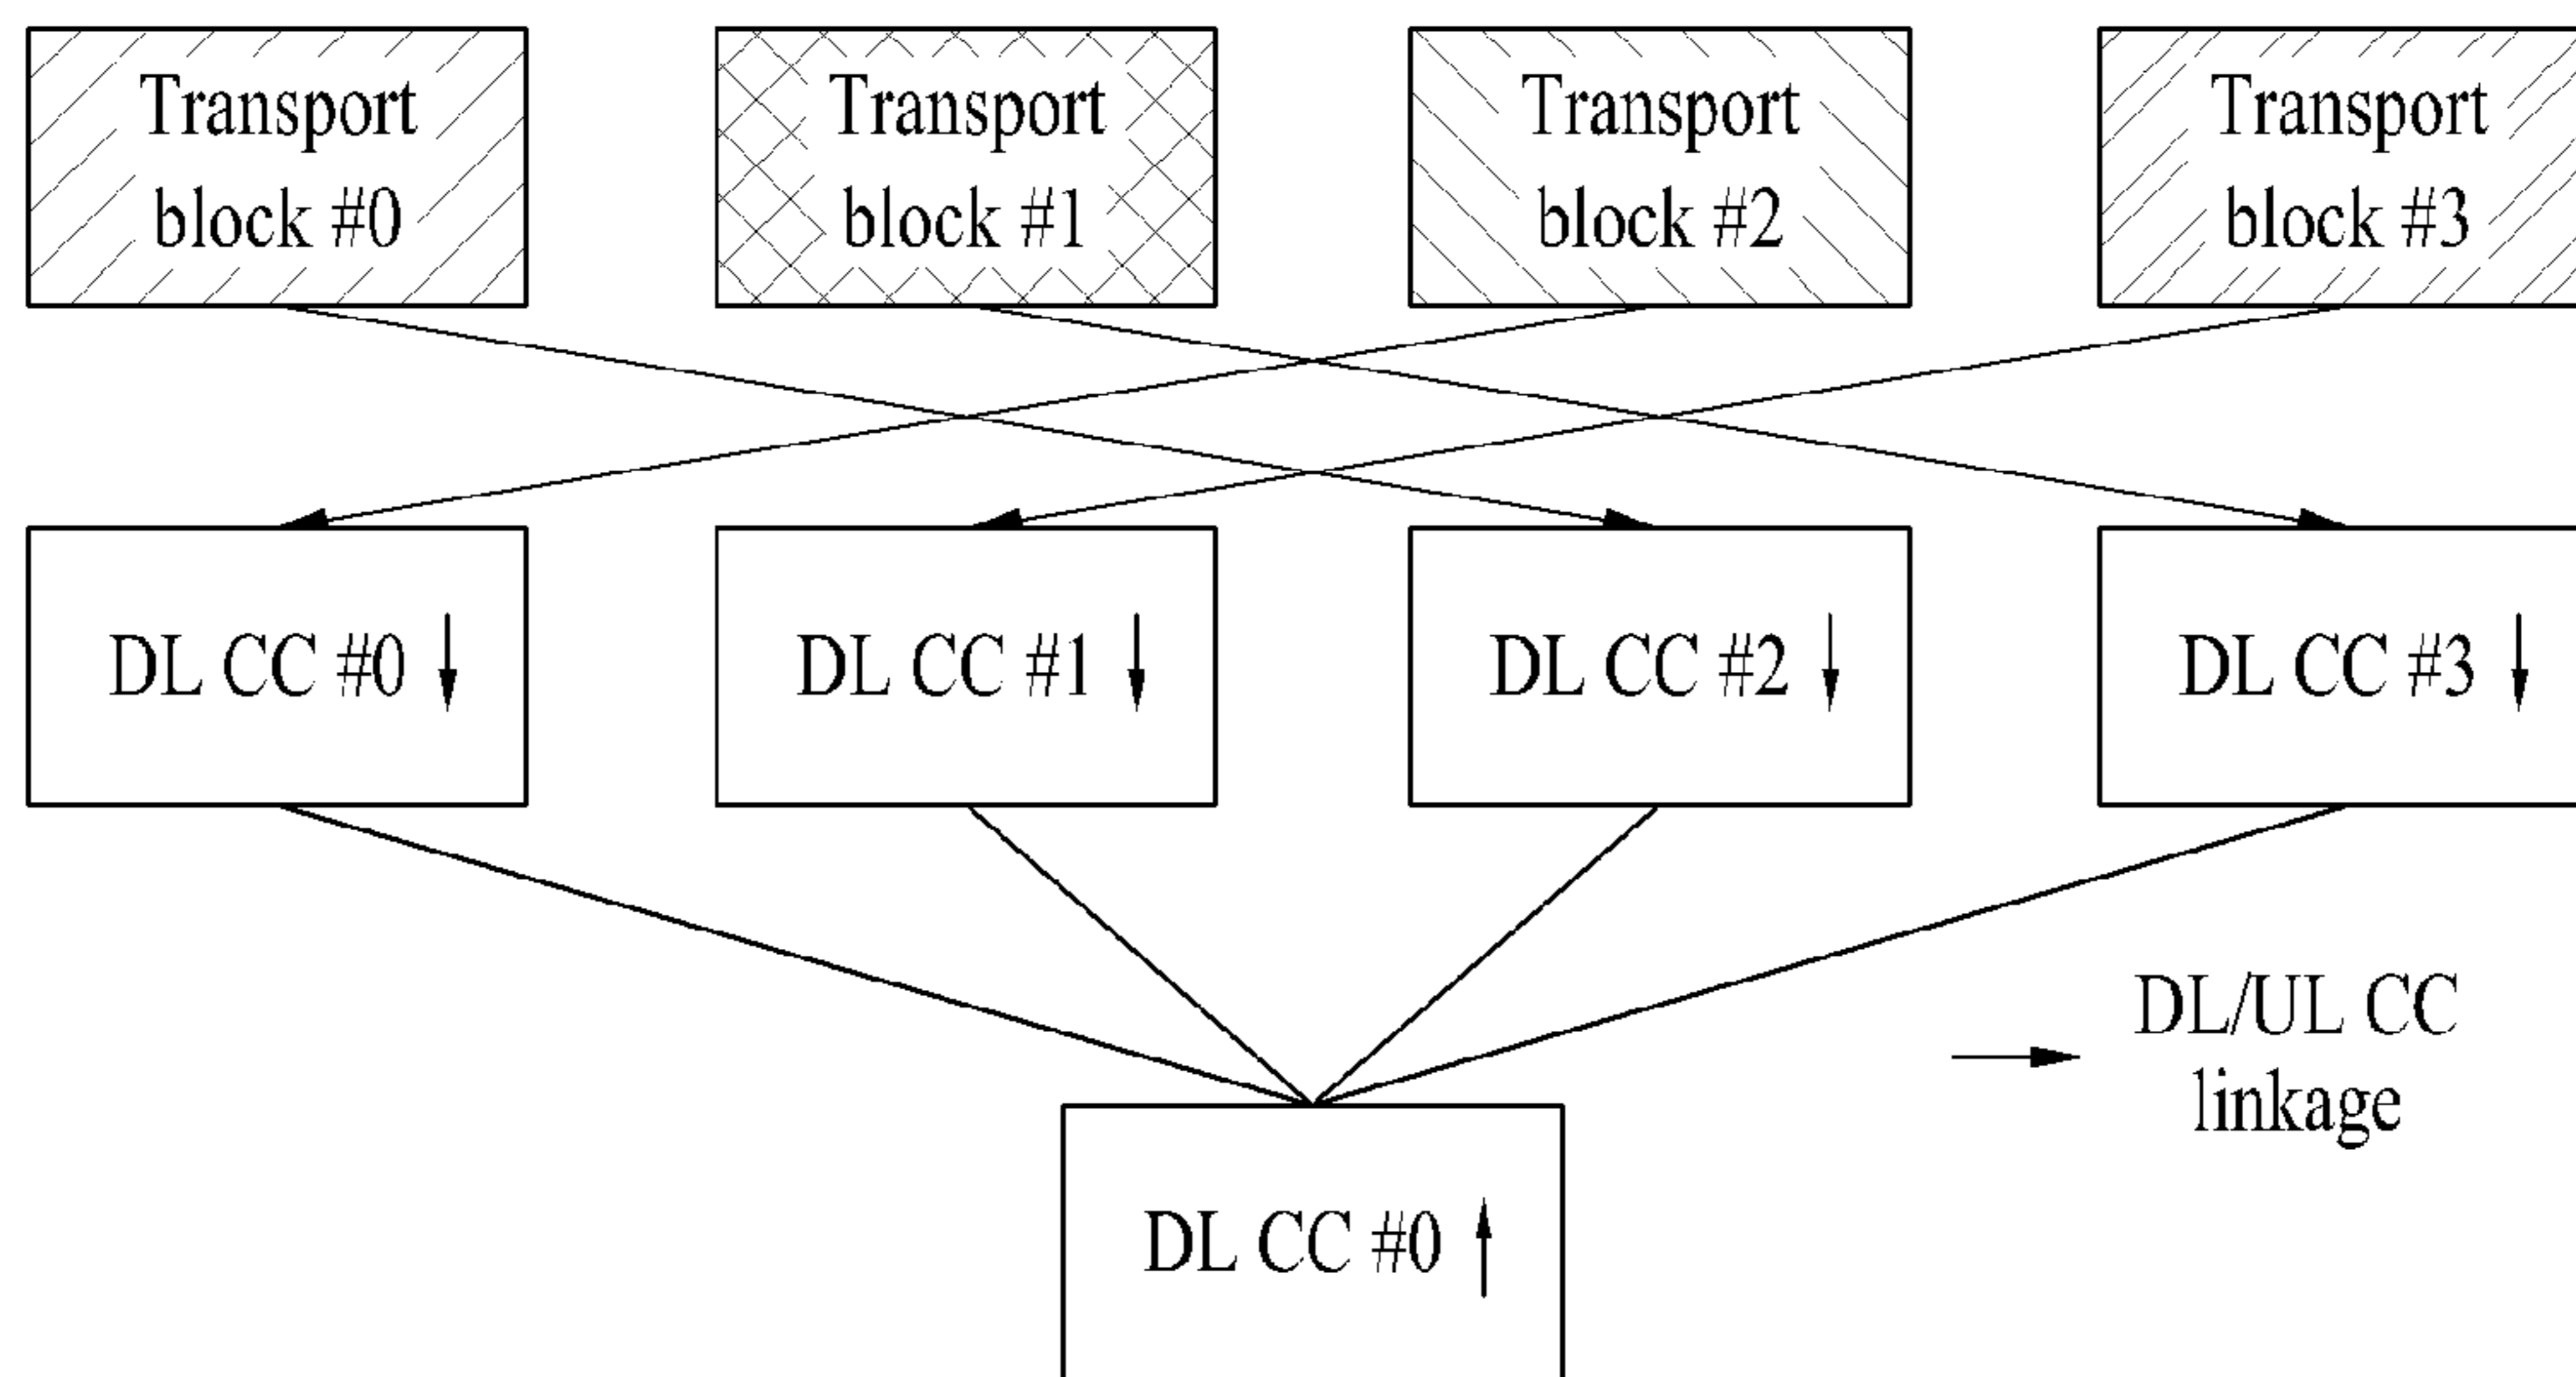 Transport
block #0
Transport
block #1
Transport
block #2
Transport
block #3
DL CC #0 ↓
DL CC #1 ↓
DL CC #2 ↓
DL CC #3 ↓
DL/UL CC
linkage
DL CC #0 ↑